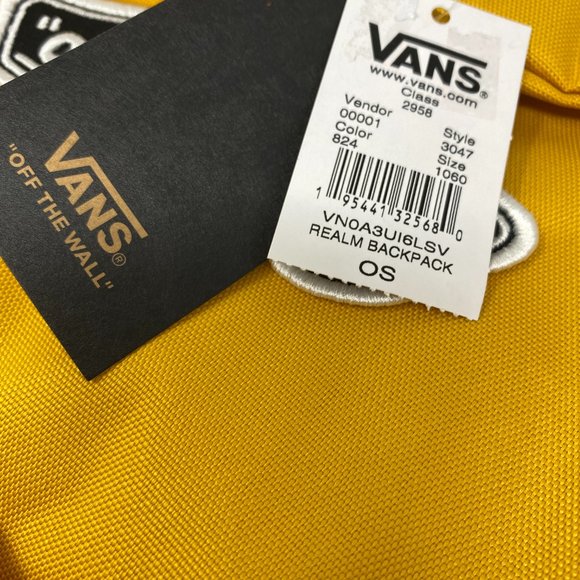 VANS®
"OFF THE WALL"
VANS®
www.vans.com
Class
2958
Vendor
00001
Color
824
Style
3047
Size
1060
1 95441 32568 0
VN0A3UI6LSV
REALM BACKPACK
OS